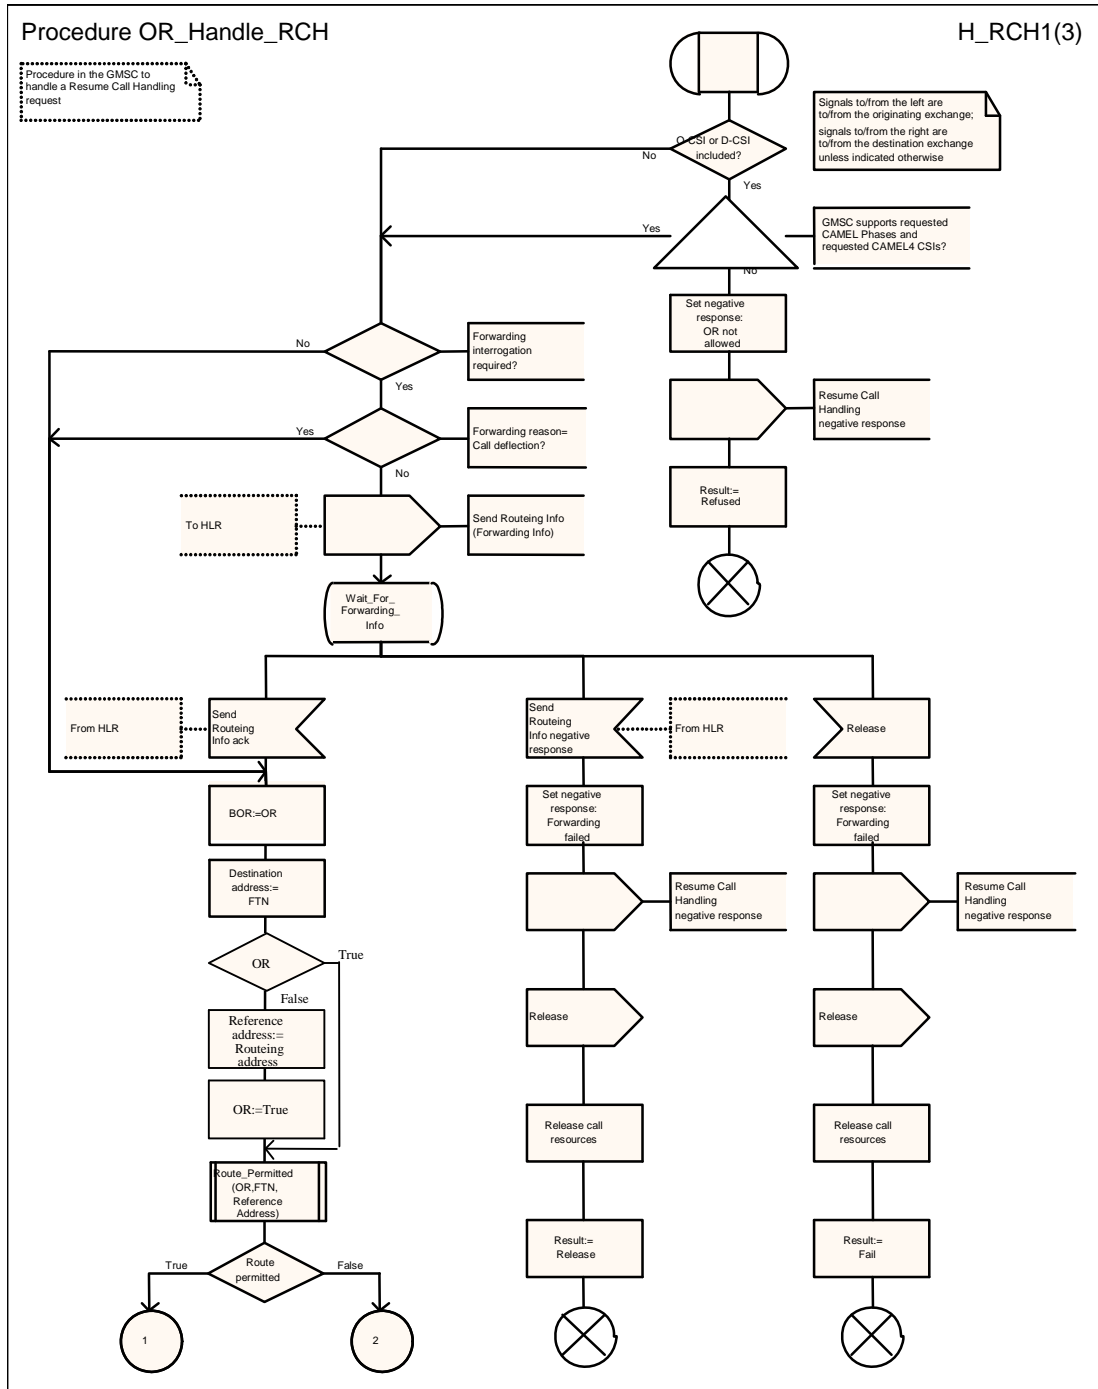 Procedure OR_Handle_RCH
H_RCH1(3)
Procedure in the GMSC to
handle a Resume Call Handling
request
Signals to/from the left are
to/from the originating exchange;
signals to/from the right are
to/from the destination exchange
unless indicated otherwise
O-CSI or D-CSI
included?
No
Yes
Yes
GMSC supports requested
CAMEL Phases and
requested CAMEL4 CSIs?
No
Set negative
response:
OR not
allowed
No
Forwarding
interrogation
required?
Yes
Resume Call
Handling
negative response
Yes
Forwarding reason=
Call deflection?
No
Result:=
Refused
To HLR
Send Routeing Info
(Forwarding Info)
Wait_For_
Forwarding_
Info
From HLR
Send
Routeing
Info ack
Send
Routeing
Info negative
response
From HLR
Release
BOR:=OR
Set negative
response:
Forwarding
failed
Set negative
response:
Forwarding
failed
Destination
address:=
FTN
Resume Call
Handling
negative response
Resume Call
Handling
negative response
OR
True
False
Reference
address:=
Routeing
address
Release
Release
OR:=True
Release call
resources
Release call
resources
Route_Permitted
(OR,FTN,
Reference
Address)
Result:=
Release
Result:=
Fail
True
Route
permitted
False
1
2